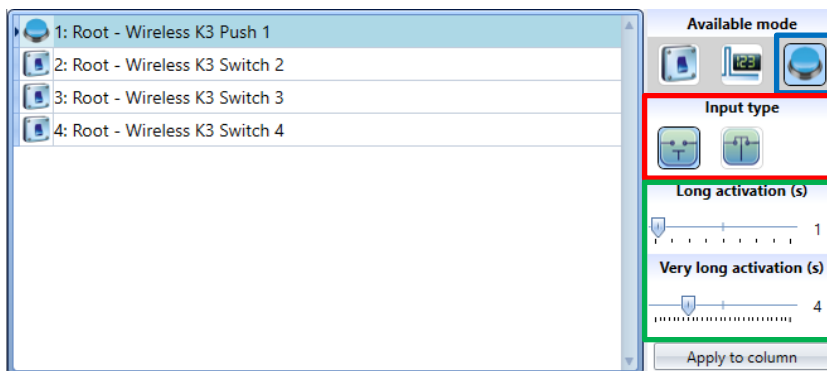 1: Root - Wireless K3 Push 1
2: Root - Wireless K3 Switch 2
3: Root - Wireless K3 Switch 3
4: Root - Wireless K3 Switch 4
Available mode
123
Input type
Long activation (s)
1
Very long activation (s)
4
Apply to column